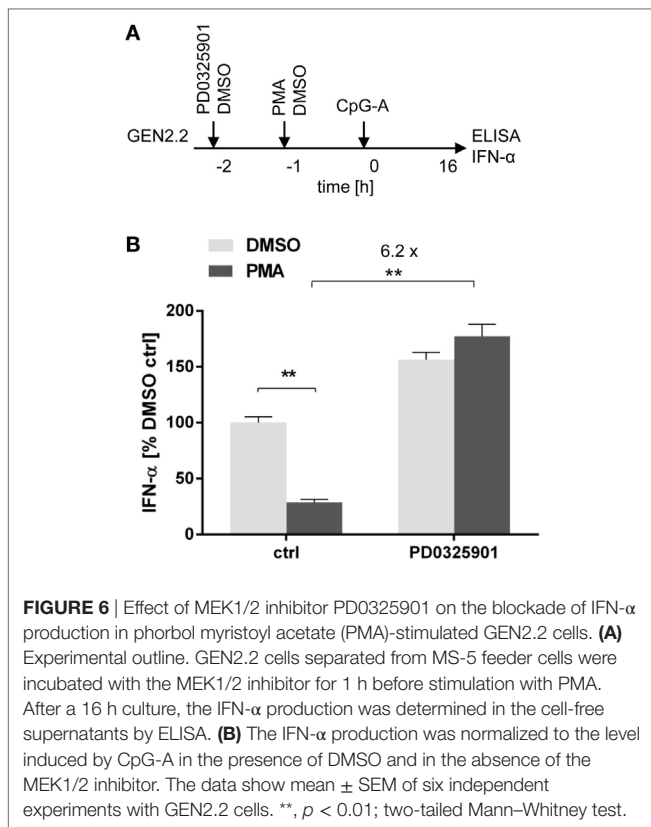 A
PD0325901
DMSO
PMA
DMSO
CpG-A
GEN2.2
ELISA
IFN-α
-2
-1
0
16
time [h]
B
DMSO
PMA
6.2 x
**
**
200
150
100
50
0
IFN-α [% DMSO ctrl]
ctrl
PD0325901
FIGURE 6 | Effect of MEK1/2 inhibitor PD0325901 on the blockade of IFN-α
production in phorbol myristoyl acetate (PMA)-stimulated GEN2.2 cells. (A)
Experimental outline. GEN2.2 cells separated from MS-5 feeder cells were
incubated with the MEK1/2 inhibitor for 1 h before stimulation with PMA.
After a 16 h culture, the IFN-α production was determined in the cell-free
supernatants by ELISA. (B) The IFN-α production was normalized to the level
induced by CpG-A in the presence of DMSO and in the absence of the
MEK1/2 inhibitor. The data show mean ± SEM of six independent
experiments with GEN2.2 cells. **, p < 0.01; two-tailed Mann–Whitney test.